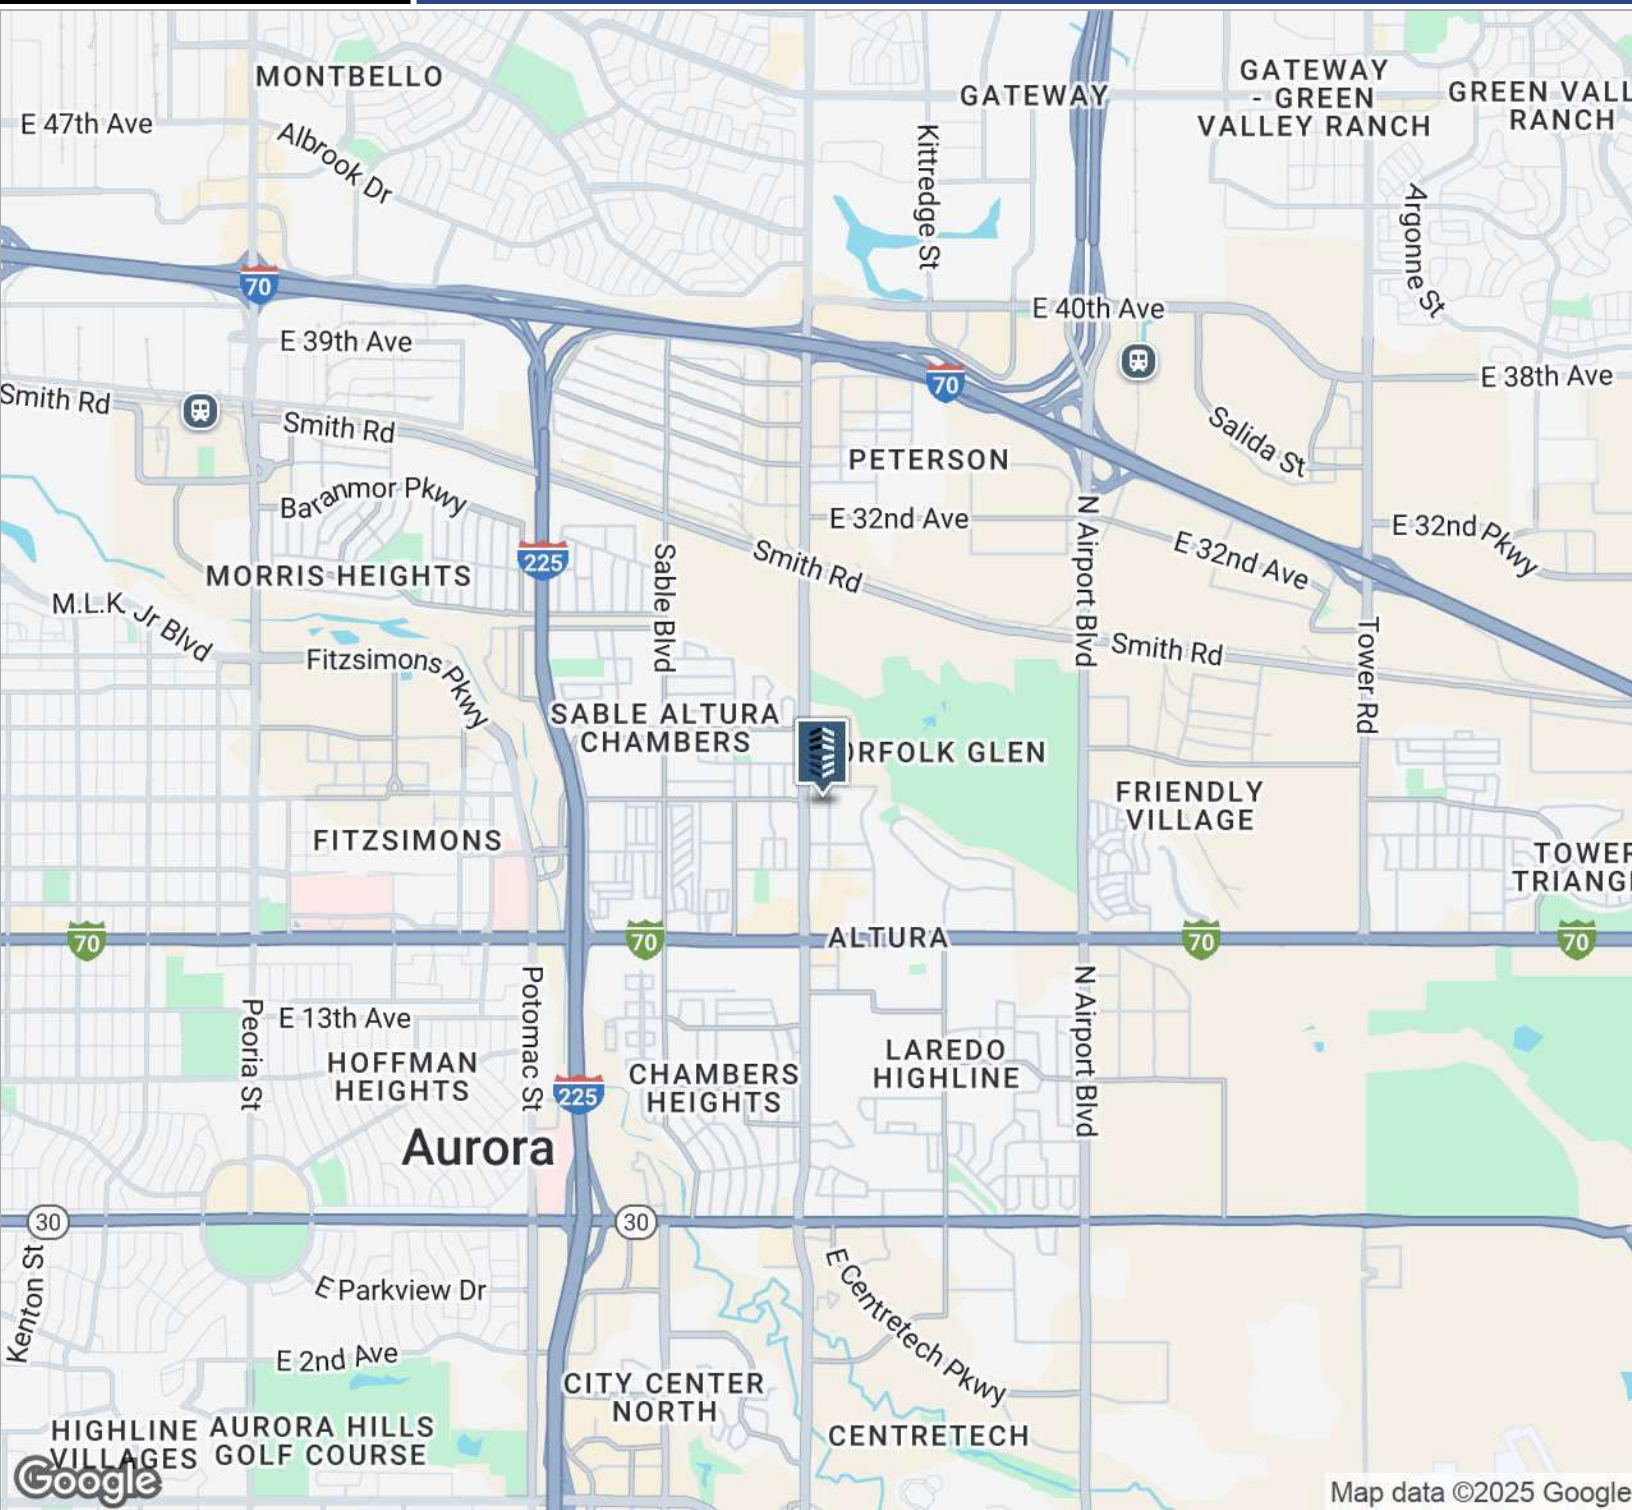 MONTBELLO
GATEWAY
GATEWAY
- GREEN
VALLEY RANCH
GREEN VALL
RANCH
E 47th Ave
Albrook Dr
Kittredge St
Argonne St
70
E 40th Ave
E 39th Ave
70
E 38th Ave
Smith Rd
Smith Rd
Salida St
PETERSON
Baranmor Pkwy
E 32nd Ave
N Airport Blvd
E 32nd Ave
E 32nd Pkwy
225
Sable Blvd
Smith Rd
MORRIS HEIGHTS
M.L.K. Jr Blvd
Fitzsimons Pkwy
Smith Rd
Tower Rd
SABLE ALTURA
CHAMBERS
ORFOLK GLEN
FRIENDLY
VILLAGE
FITZSIMONS
TOWER
TRIANG
70
70
ALTURA
70
70
Peoria St
E 13th Ave
Potomac St
N Airport Blvd
HOFFMAN
HEIGHTS
225
CHAMBERS
HEIGHTS
LAREDO
HIGHLINE
Aurora
30
30
Kenton St
E Parkview Dr
E Centretech Pkwy
E 2nd Ave
CITY CENTER
NORTH
HIGHLINE
VILLAGES
AURORA HILLS
GOLF COURSE
CENTRETECH
Google
Map data ©2025 Google